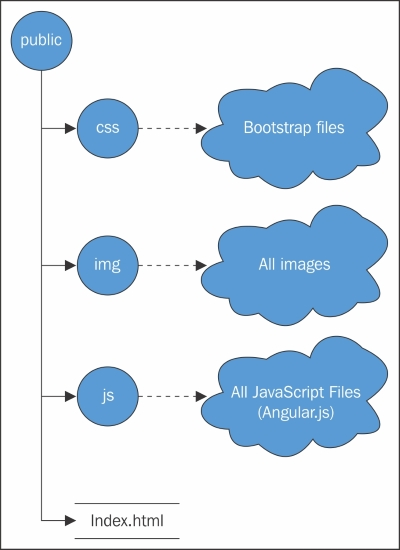 public
css
Bootstrap files
img
All images
js
All JavaScript Files
(Angular.js)
Index.html